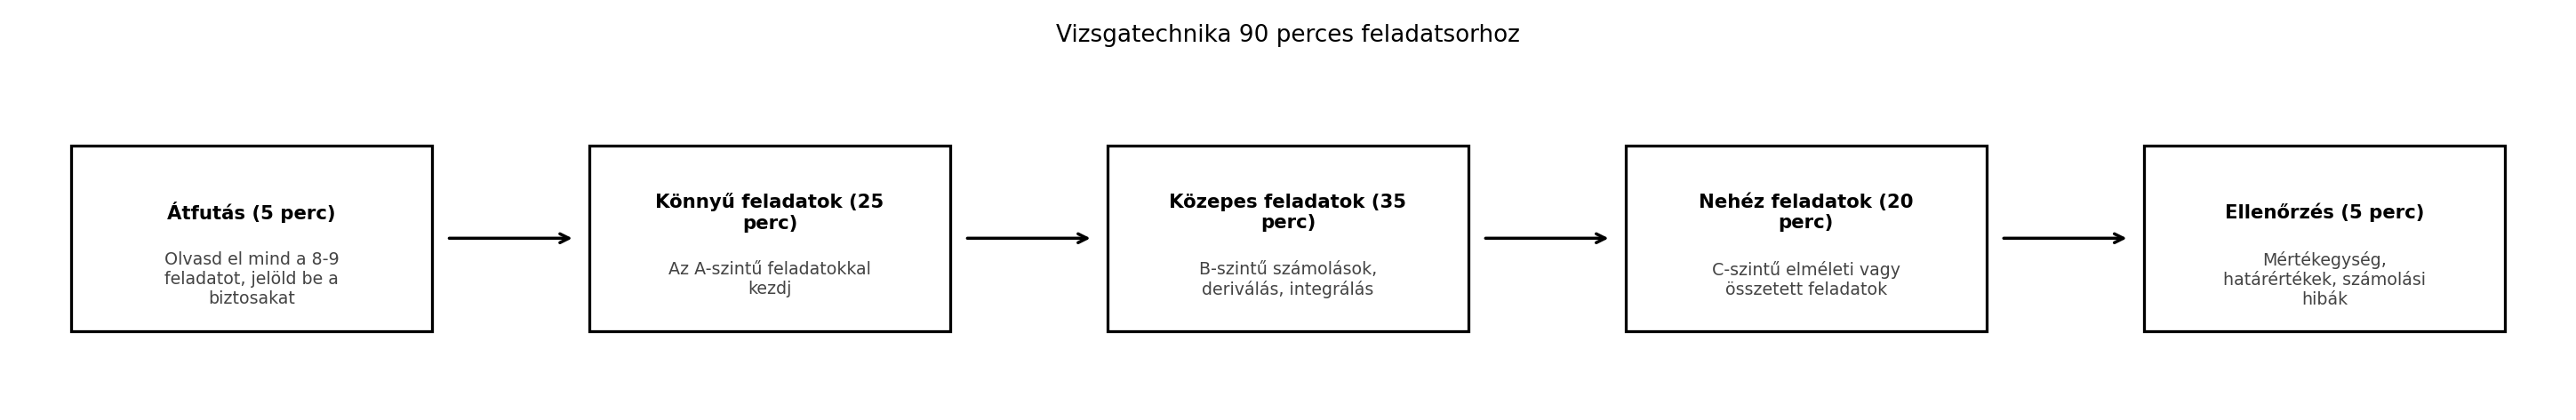 Vizsgatechnika 90 perces feladatsorhoz
Átfutás (5 perc)
Olvasd el mind a 8-9
feladatot, jelöld be a
biztosakat
Könnyű feladatok (25
perc)
Az A-szintű feladatokkal
kezdj
Közepes feladatok (35
perc)
B-szintű számolások,
deriválás, integrálás
Nehéz feladatok (20
perc)
C-szintű elméleti vagy
összetett feladatok
Ellenőrzés (5 perc)
Mértékegység,
határértékek, számolási
hibák